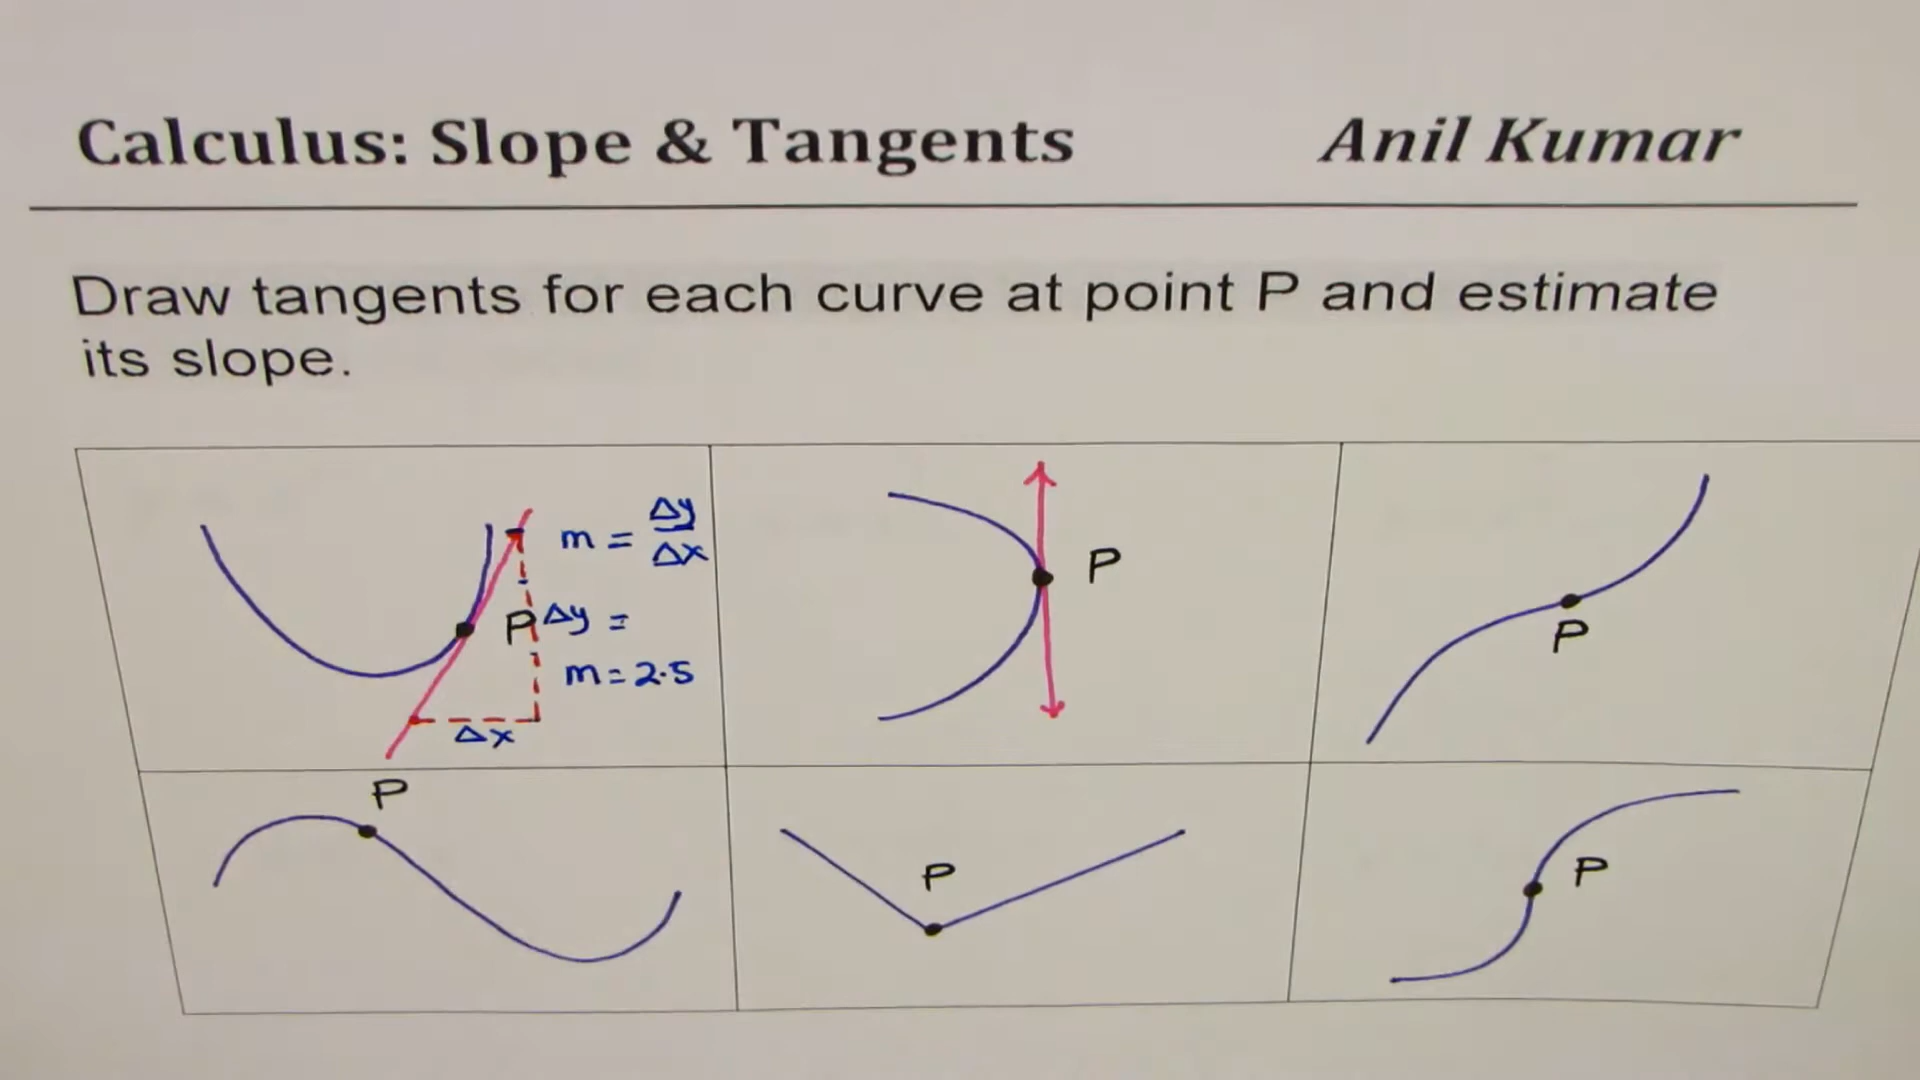 Calculus: Slope & Tangents
Anil Kumar
Draw tangents for each curve at point P and estimate
its slope.
m = Δy/Δx
P
Δy =
m = 2.5
Δx
P
P
P
P
P